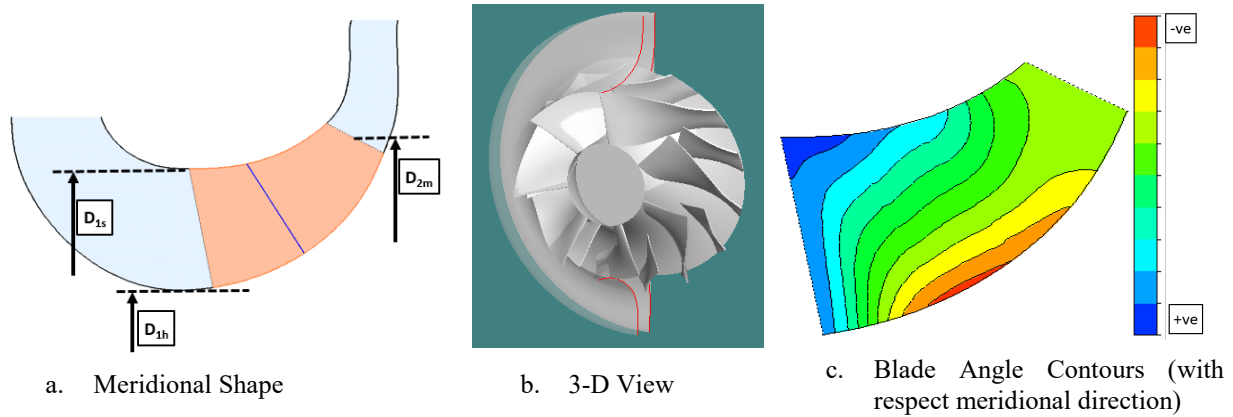 D1s
D1h
D2m
-ve
+ve
a. Meridional Shape
b. 3-D View
c. Blade Angle Contours (with
respect meridional direction)